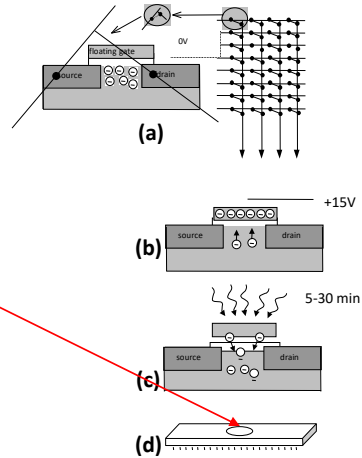 floating gate
0V
source
drain
(a)
+15V
source
drain
(b)
5-30 min
source
drain
(c)
(d)